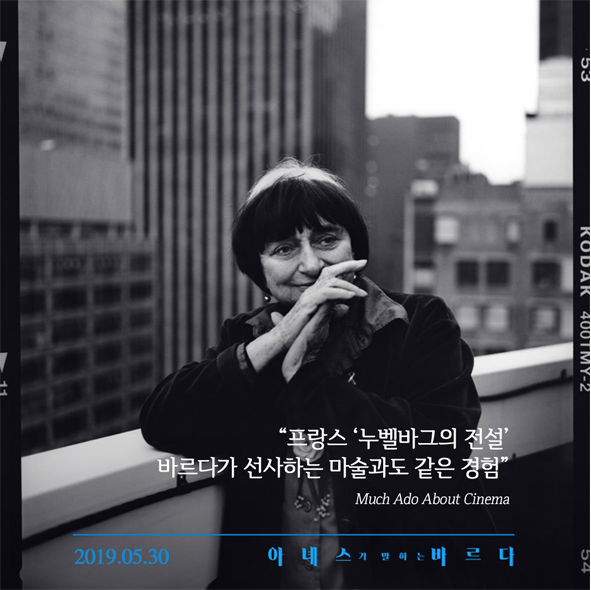 53
KODAK 400TMY-2
11
54
“프랑스 ‘누벨바그의 전설’
바르다가 선사하는 마술과도 같은 경험”
Much Ado About Cinema
2019.05.30
아녜스가 말하는 바르다